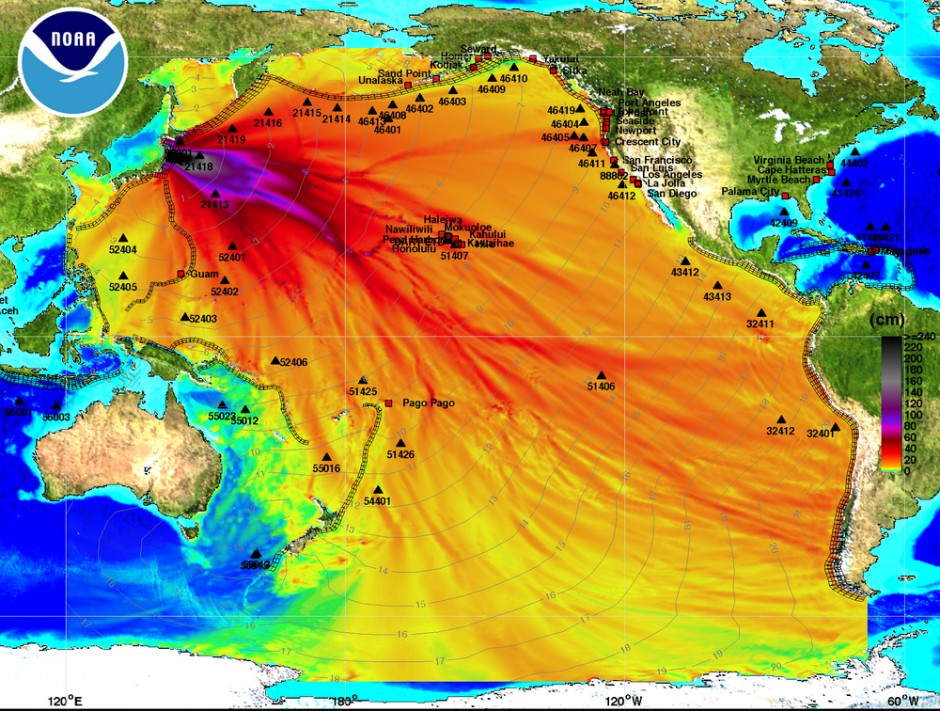 NOAA
Seward
Homer
Kodiak
Yakutat
Sitka
Sand Point
Unalaska
46410
46409
46403
46402
46408
46413
46401
21415
21414
21416
21419
21418
21413
Neah Bay
Port Angeles
Seaside
Newport
Crescent City
46419
46404
46405
46407
46411
San Francisco
San Luis
Los Angeles
La Jolla
San Diego
46412
Virginia Beach
Cape Hatteras
Myrtle Beach
Palama City
44402
41424
42409
42407
Haleiwa
Nawiliwili
Mokuoloe
Kahului
Honolulu
51407
52404
52401
52405
Guam
52402
52403
52406
43412
43413
32411
(cm)
>=240
220
200
180
160
140
120
100
80
60
40
20
0
51425
51406
Pago Pago
56001
56003
55023
55012
32412
32401
51426
55016
54401
120°E
180°
120°W
60°W